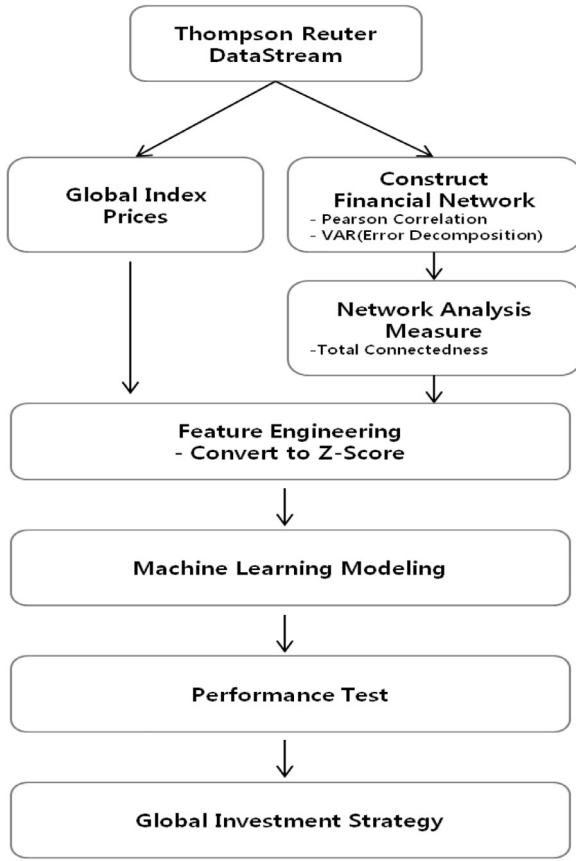 Thompson Reuter
DataStream
Global Index
Prices
Construct
Financial Network
- Pearson Correlation
- VAR(Error Decomposition)
Network Analysis
Measure
-Total Connectedness
Feature Engineering
- Convert to Z-Score
Machine Learning Modeling
Performance Test
Global Investment Strategy